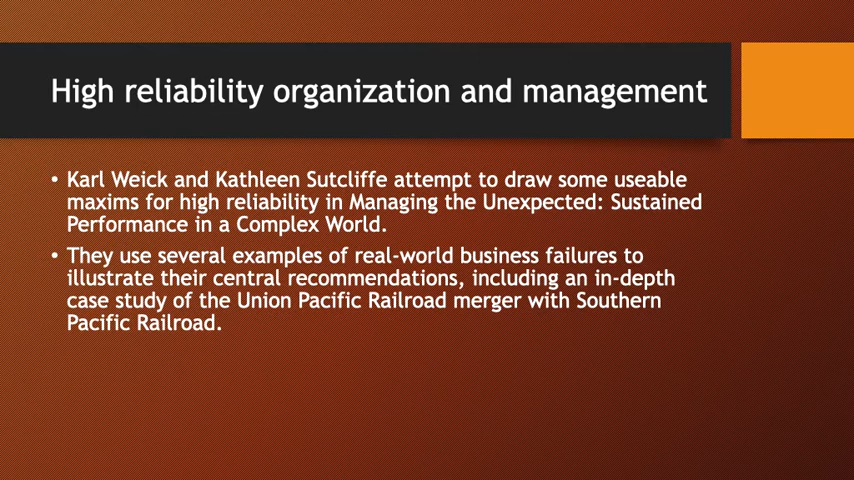 High reliability organization and management
• Karl Weick and Kathleen Sutcliffe attempt to draw some useable
maxims for high reliability in Managing the Unexpected: Sustained
Performance in a Complex World.
• They use several examples of real-world business failures to
illustrate their central recommendations, including an in-depth
case study of the Union Pacific Railroad merger with Southern
Pacific Railroad.